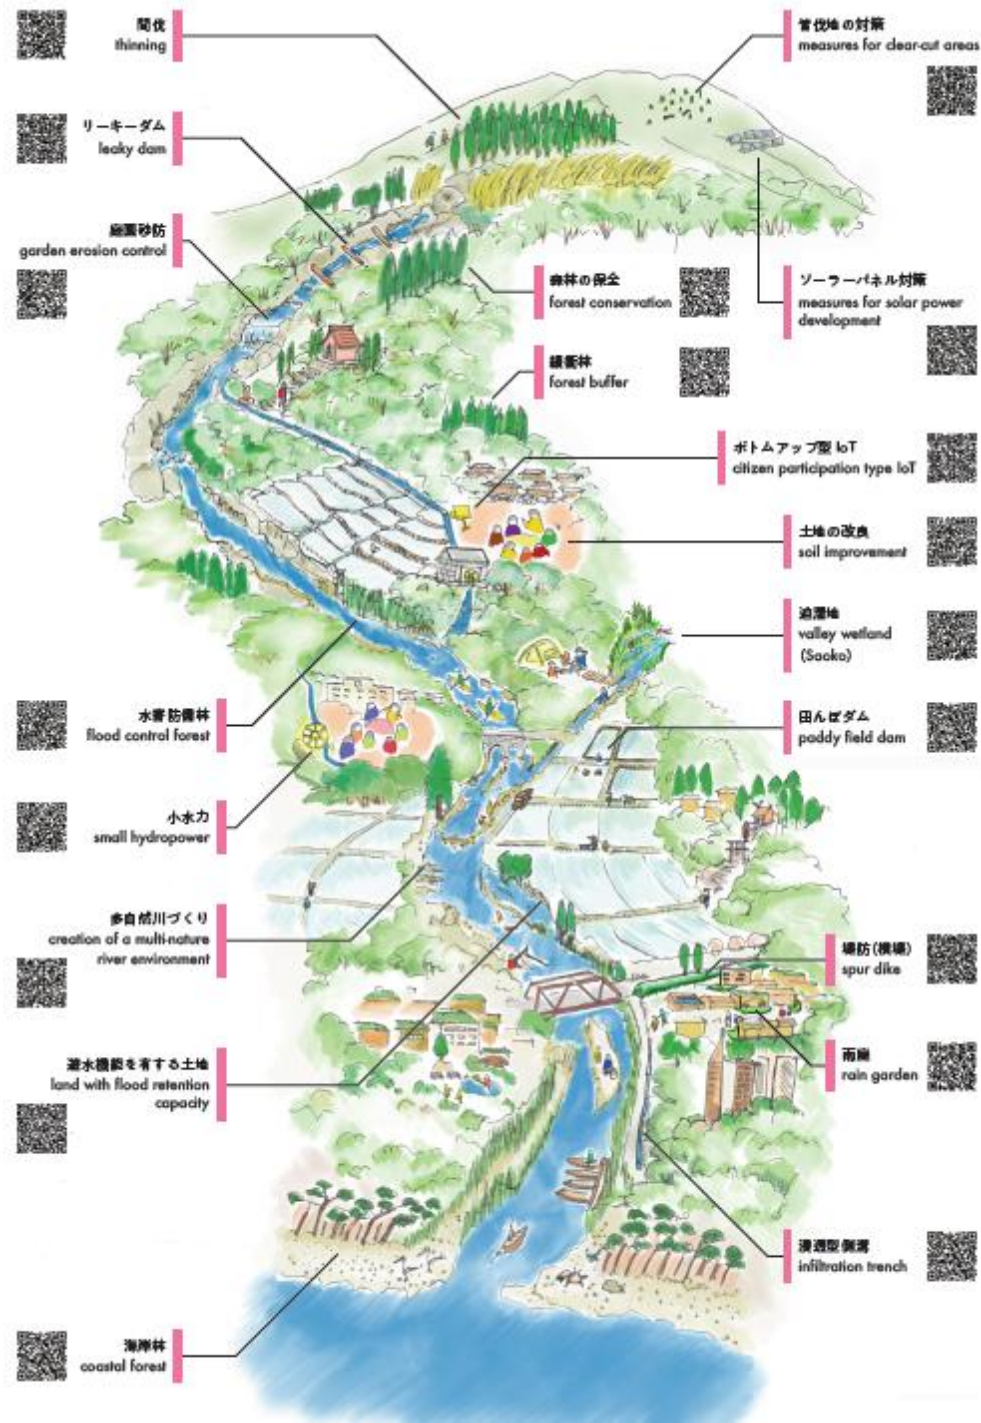 間伐
thinning
リーキーダム
leaky dam
庭園砂防
garden erosion control
皆伐地の対策
measures for clear-cut areas
森林の保全
forest conservation
ソーラーパネル対策
measures for solar power
development
緩衝林
forest buffer
ボトムアップ型 IoT
citizen participation type IoT
土地の改良
soil improvement
迫湿地
valley wetland
(Saako)
水害防備林
flood control forest
田んぼダム
paddy field dam
小水力
small hydropower
多自然川づくり
creation of a multi-nature
river environment
堤防(横堤)
spur dike
遊水機能を有する土地
land with flood retention
capacity
雨庭
rain garden
浸透型側溝
infiltration trench
海岸林
coastal forest